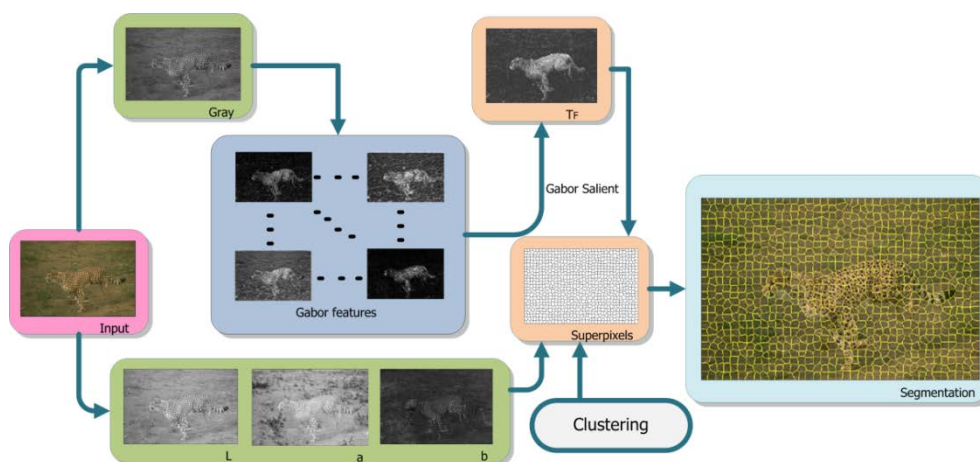 Gray
TF
Gabor Salient
Input
Gabor features
Superpixels
Segmentation
Clustering
L
a
b